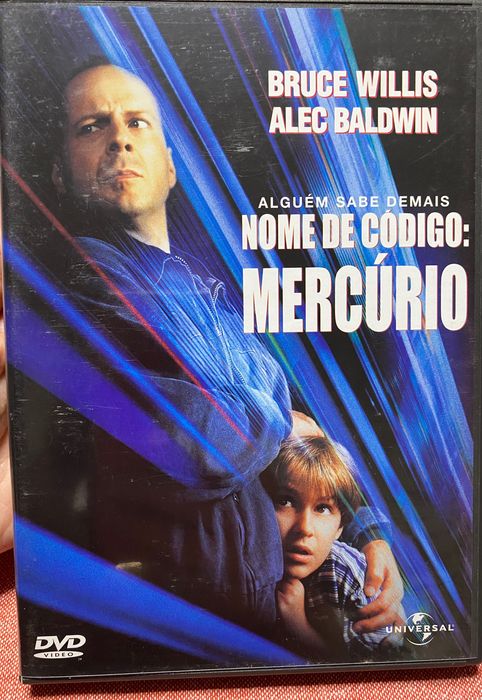 BRUCE WILLIS
ALEC BALDWIN
ALGUÉM SABE DEMAIS
NOME DE CÓDIGO:
MERCÚRIO
DVD
VIDEO
UNIVERSAL